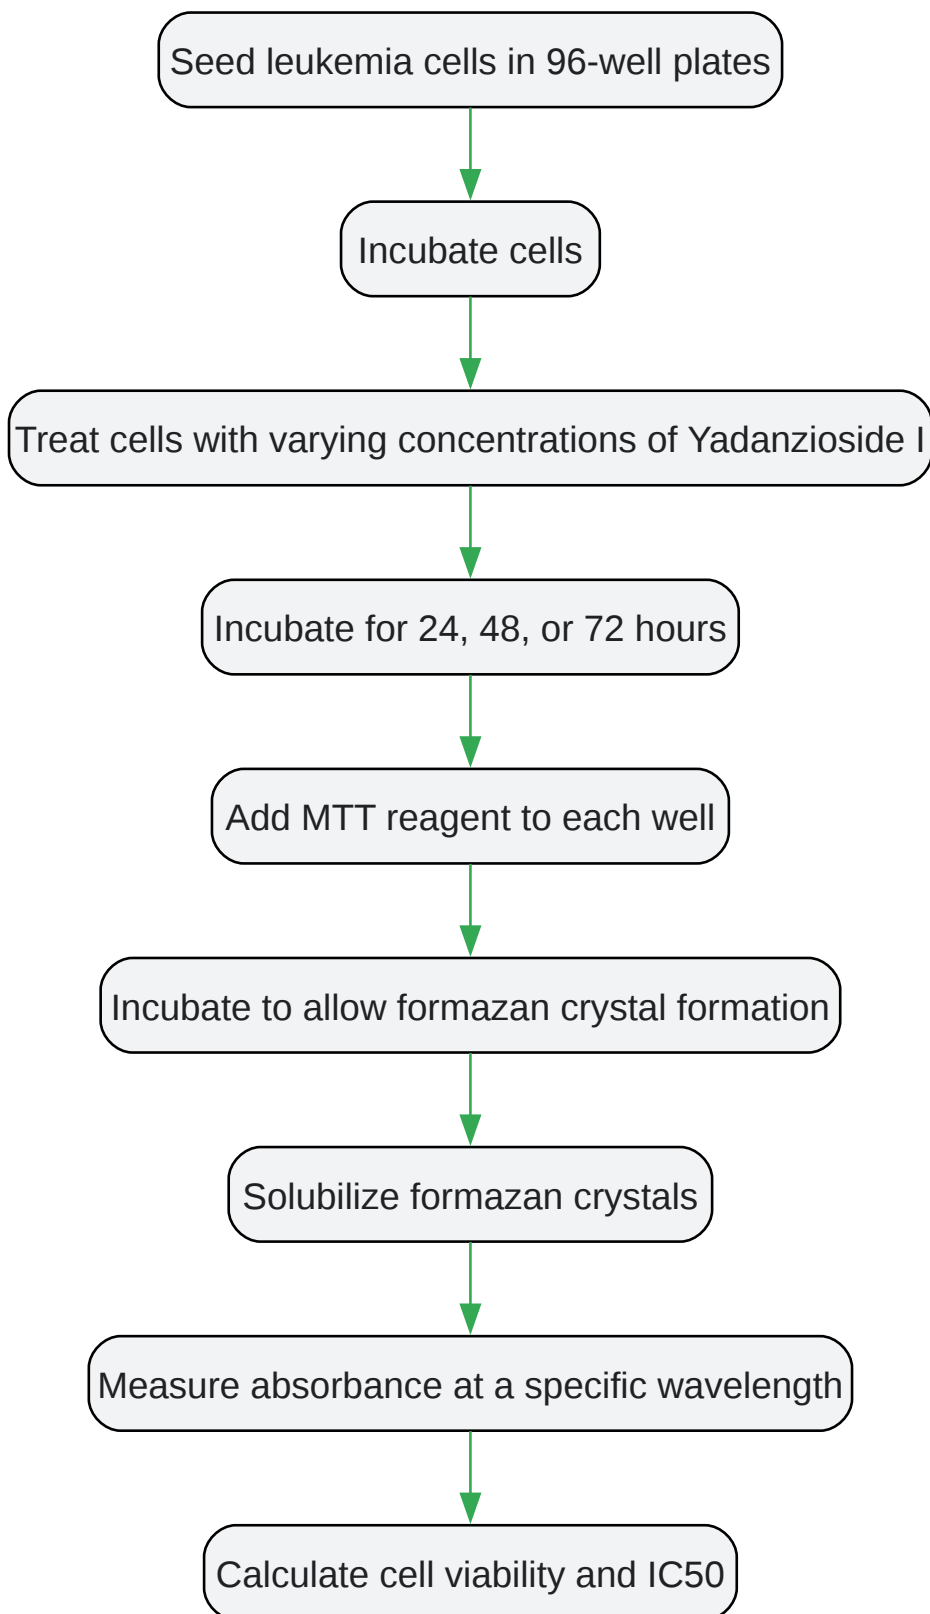 Seed leukemia cells in 96-well plates
Incubate cells
Treat cells with varying concentrations of Yadanzioside I
Incubate for 24, 48, or 72 hours
Add MTT reagent to each well
Incubate to allow formazan crystal formation
Solubilize formazan crystals
Measure absorbance at a specific wavelength
Calculate cell viability and IC50